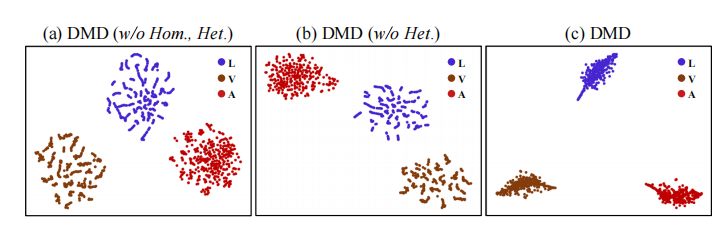 (a) DMD (w/o Hom., Het.)
(b) DMD (w/o Het.)
(c) DMD
L
V
A
L
V
A
L
V
A